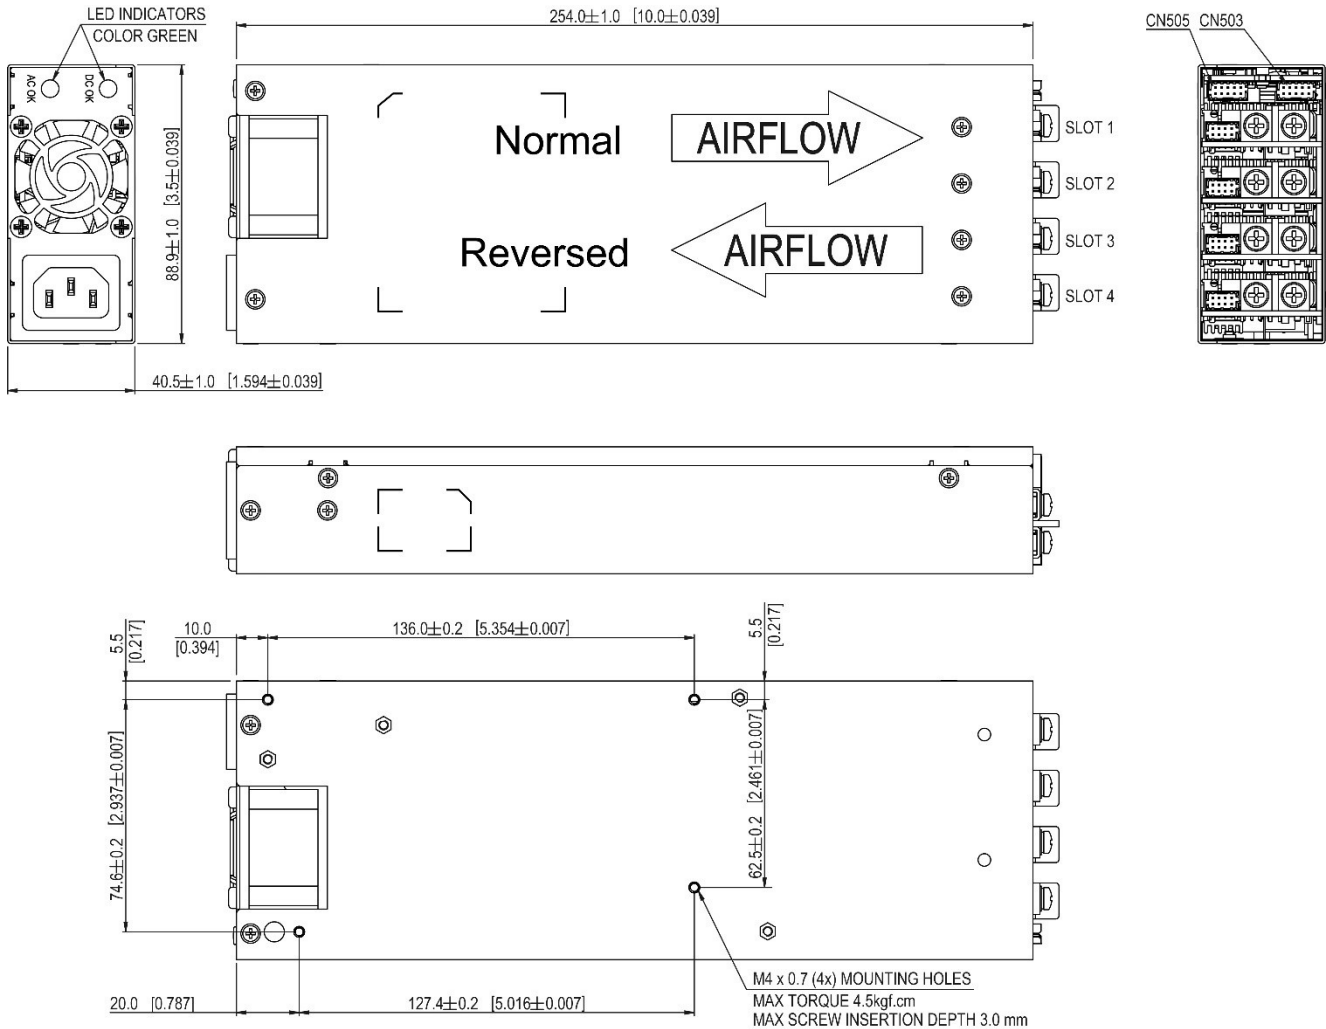 LED INDICATORS
COLOR GREEN
254.0±1.0 [10.0±0.039]
CN505 CN503
AC OK
DC OK
88.9±1.0 [3.5±0.039]
Normal
AIRFLOW
Reversed
AIRFLOW
SLOT 1
SLOT 2
SLOT 3
SLOT 4
40.5±1.0 [1.594±0.039]
5.5
[0.217]
10.0
[0.394]
136.0±0.2 [5.354±0.007]
5.5
[0.217]
74.6±0.2 [2.937±0.007]
62.5±0.2 [2.461±0.007]
20.0 [0.787]
127.4±0.2 [5.016±0.007]
M4 x 0.7 (4x) MOUNTING HOLES
MAX TORQUE 4.5kgf.cm
MAX SCREW INSERTION DEPTH 3.0 mm